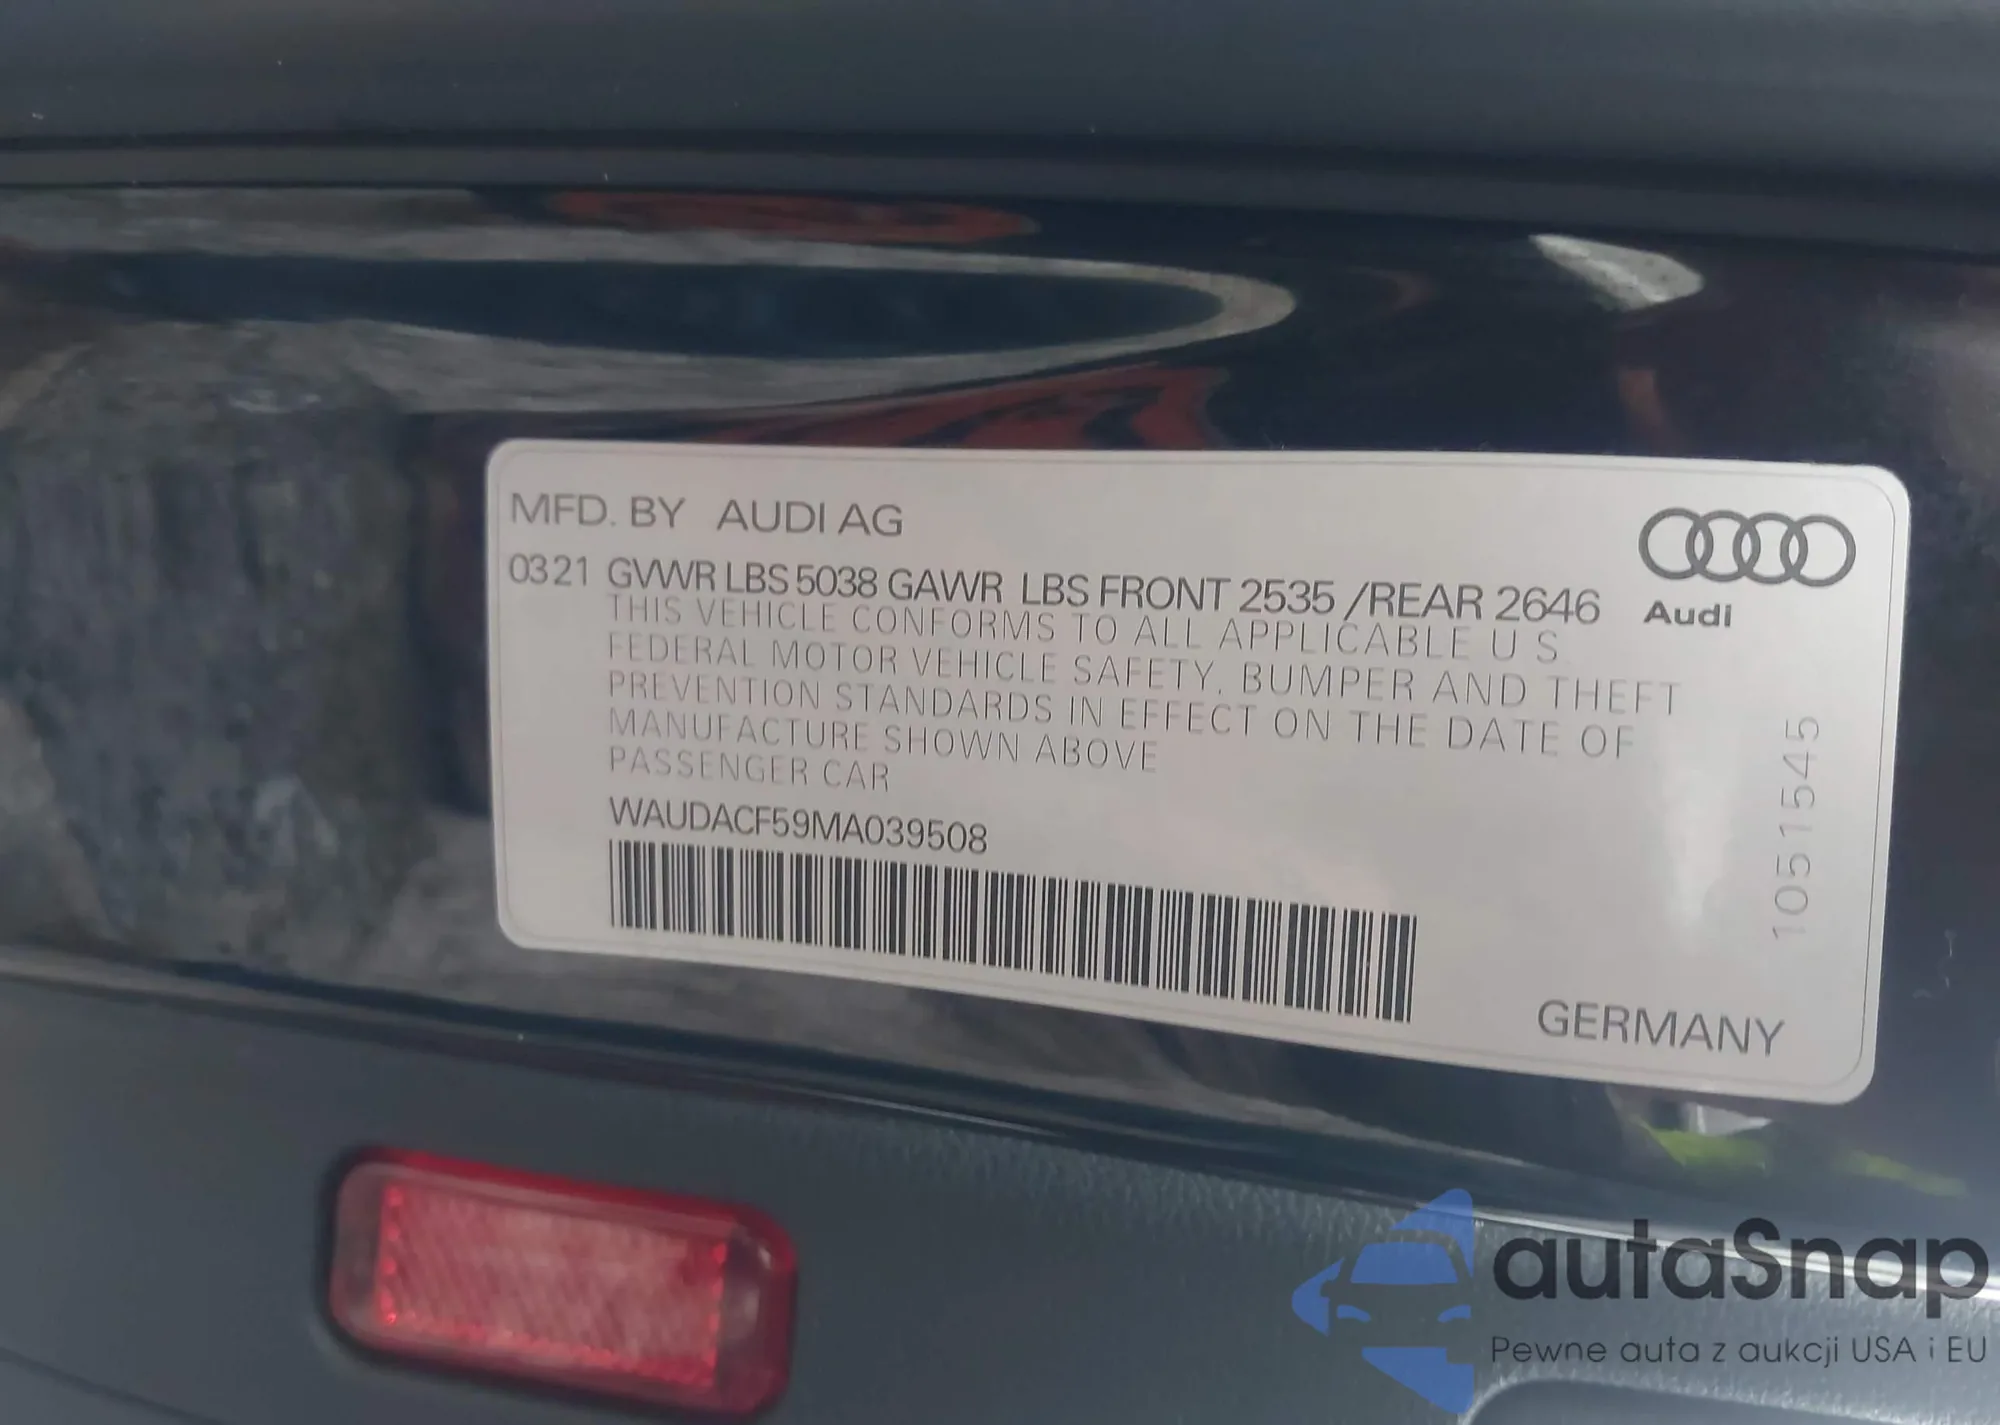 MFD. BY AUDI AG
0321 GVWR LBS 5038 GAWR LBS FRONT 2535 /REAR 2646
Audi
THIS VEHICLE CONFORMS TO ALL APPLICABLE U S
FEDERAL MOTOR VEHICLE SAFETY, BUMPER AND THEFT
PREVENTION STANDARDS IN EFFECT ON THE DATE OF
MANUFACTURE SHOWN ABOVE
PASSENGER CAR
WAUDACF59MA039508
1051545
GERMANY
autaSnap
Pewne auta z aukcji USA i EU